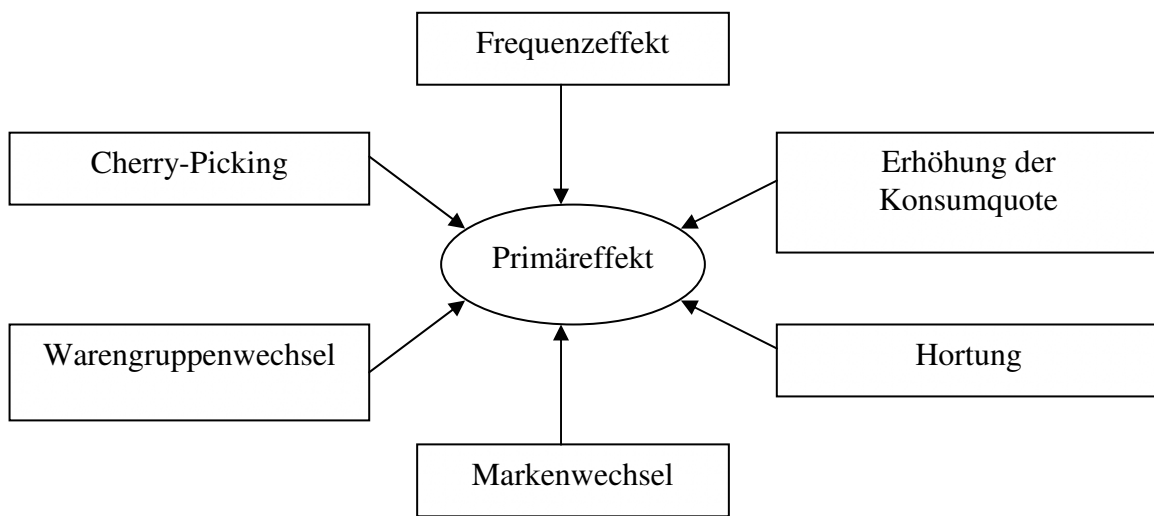 Frequenzeffekt
Cherry-Picking
Erhöhung der
Konsumquote
Primäreffekt
Warengruppenwechsel
Hortung
Markenwechsel